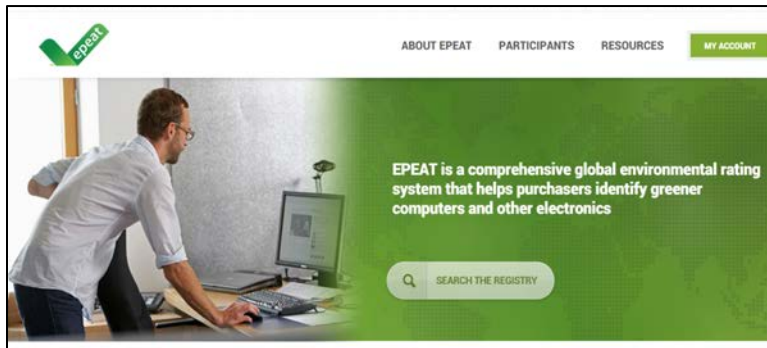 epeat
ABOUT EPEAT PARTICIPANTS RESOURCES MY ACCOUNT
EPEAT is a comprehensive global environmental rating
system that helps purchasers identify greener
computers and other electronics
SEARCH THE REGISTRY